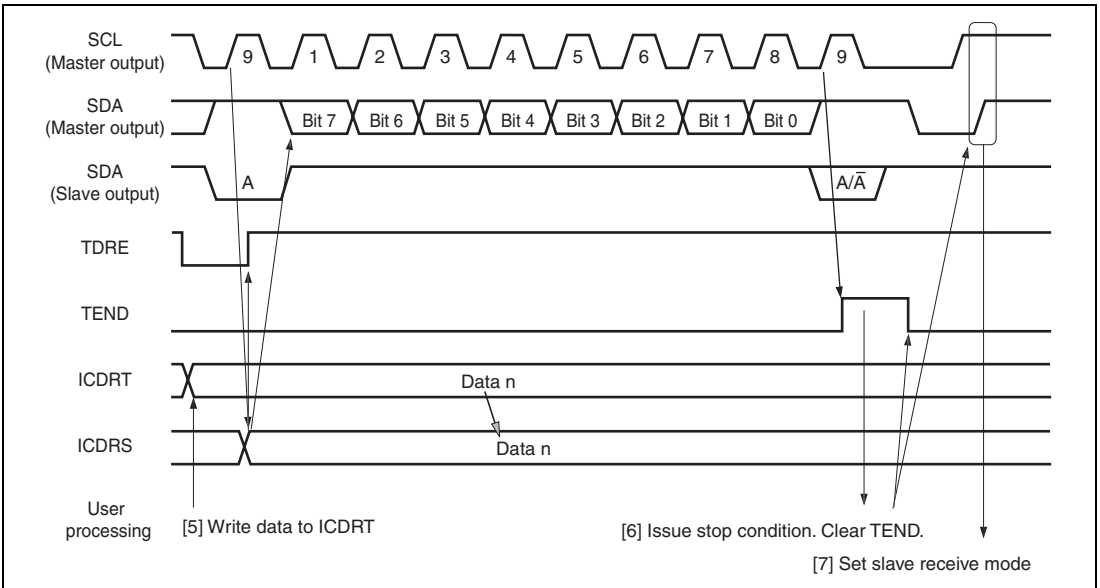 SCL
(Master output)
9 1 2 3 4 5 6 7 8 9
SDA
(Master output)
Bit 7 Bit 6 Bit 5 Bit 4 Bit 3 Bit 2 Bit 1 Bit 0
SDA
(Slave output)
A A/A̅
TDRE
TEND
ICDRT
Data n
ICDRS
Data n
User
processing
[5] Write data to ICDRT
[6] Issue stop condition. Clear TEND.
[7] Set slave receive mode